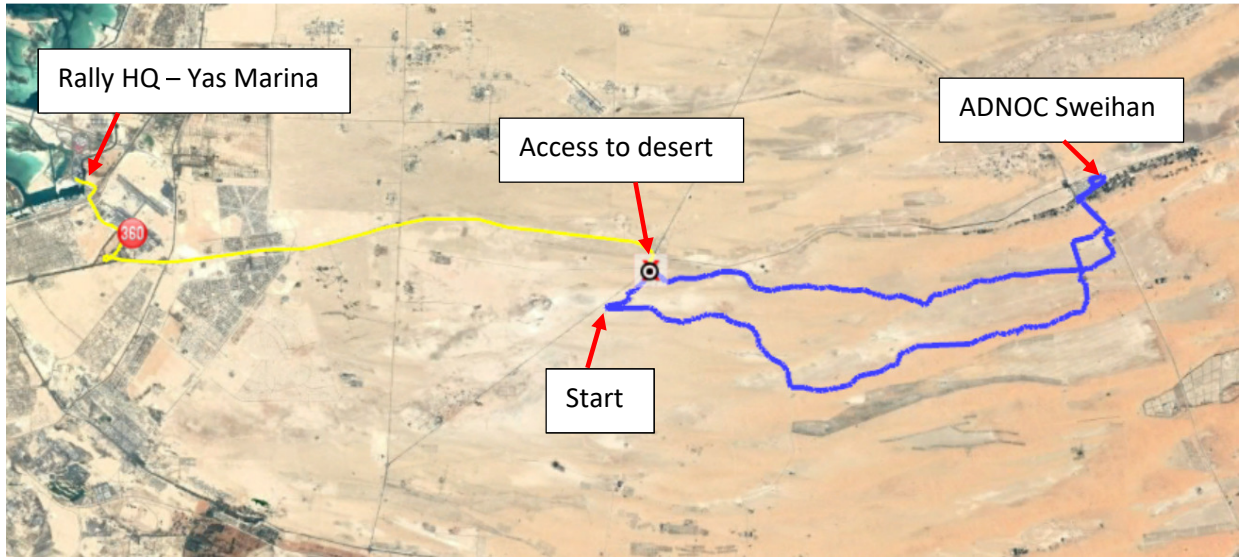 Rally HQ – Yas Marina
ADNOC Sweihan
Access to desert
360
Start